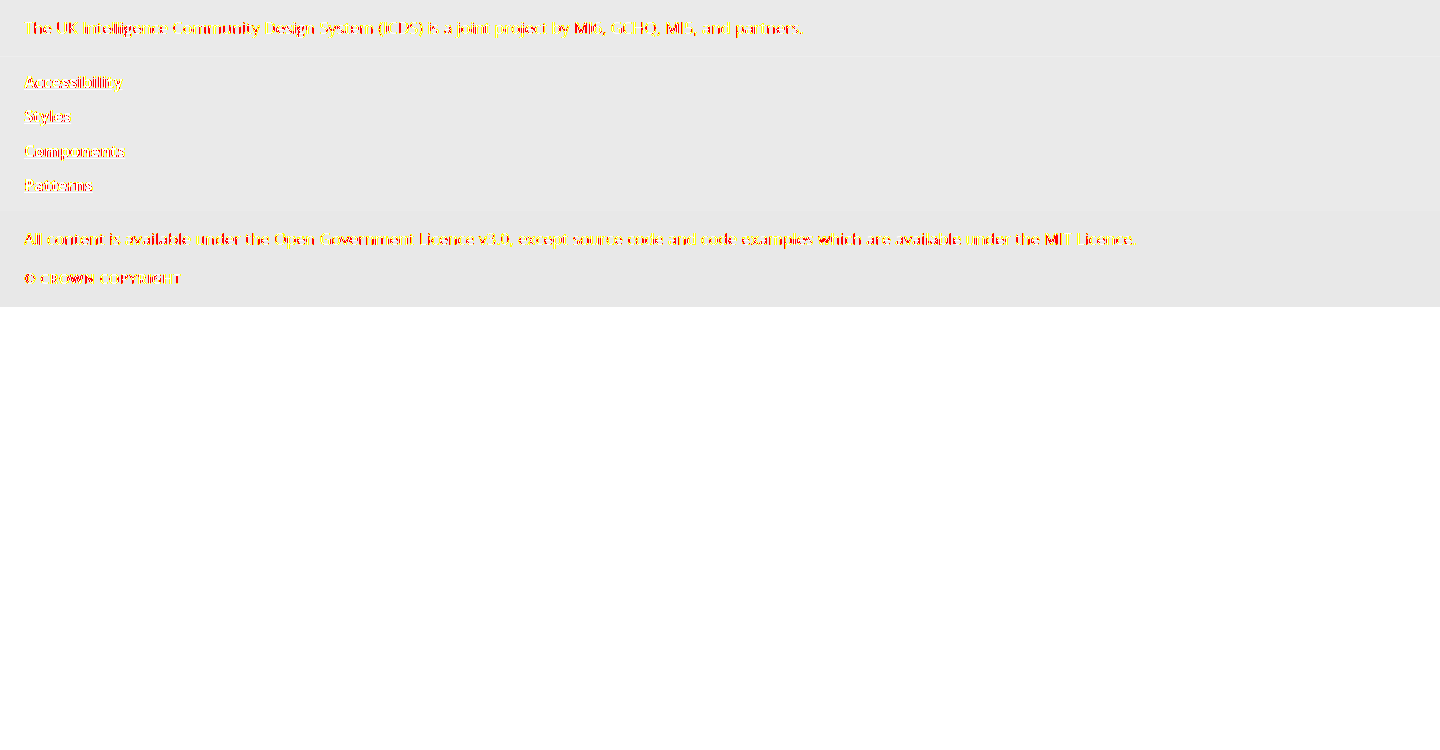 The UK Intelligence Community Design System (ICDS) is a joint project by MI6, GCHQ, MI5, and partners.
Accessibility
Styles
Components
Patterns
All content is available under the Open Government Licence v3.0, except source code and code examples which are available under the MIT Licence.
© CROWN COPYRIGHT